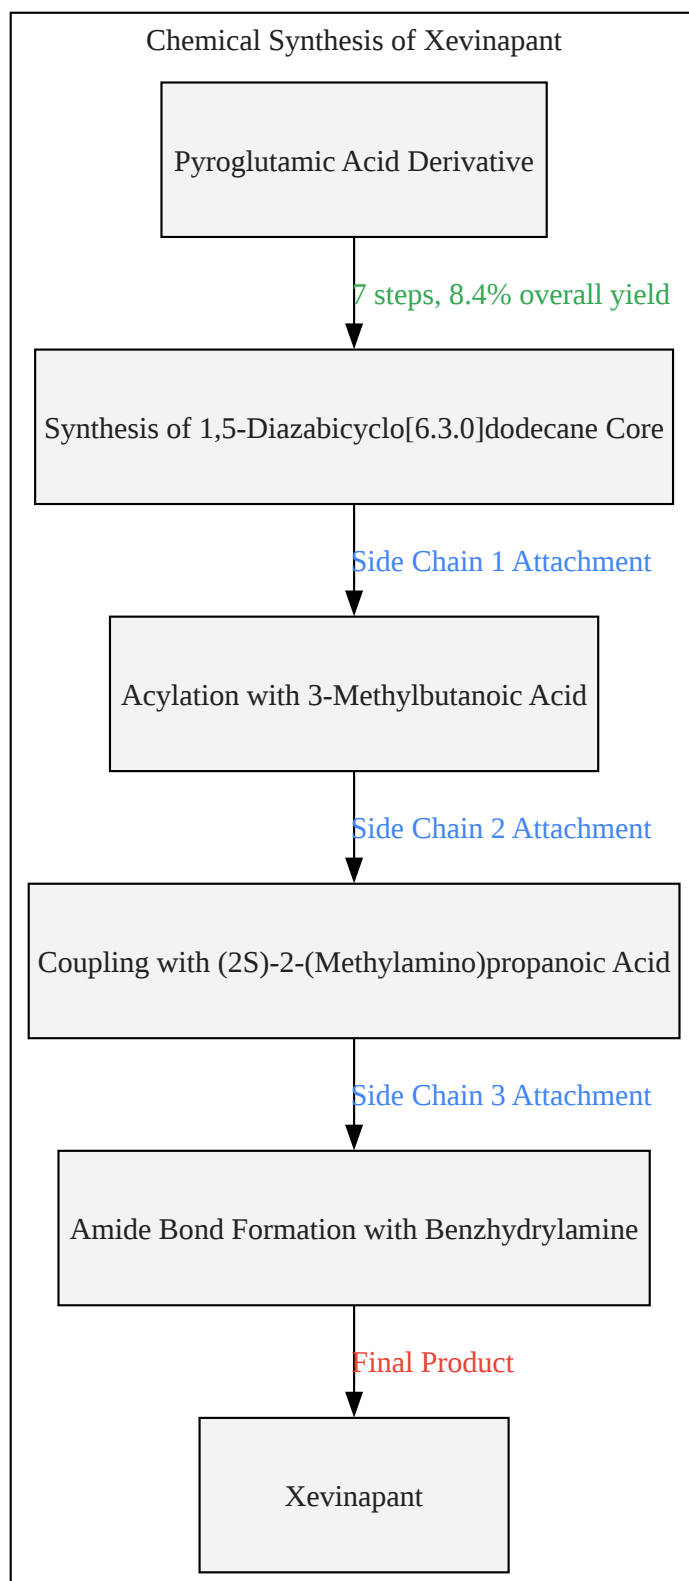 Chemical Synthesis of Xevinapant
Pyroglutamic Acid Derivative
7 steps, 8.4% overall yield
Synthesis of 1,5-Diazabicyclo[6.3.0]dodecane Core
Side Chain 1 Attachment
Acylation with 3-Methylbutanoic Acid
Side Chain 2 Attachment
Coupling with (2S)-2-(Methylamino)propanoic Acid
Side Chain 3 Attachment
Amide Bond Formation with Benzhydrylamine
Final Product
Xevinapant